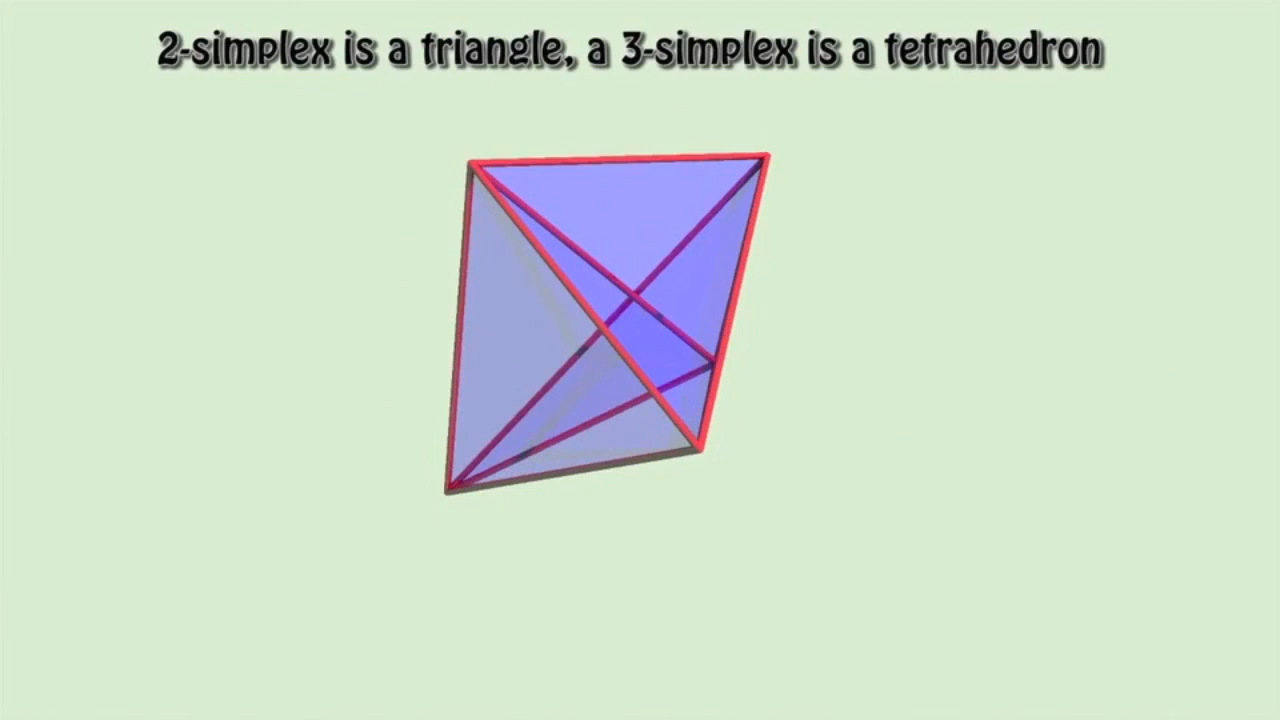 2-simplex is a triangle, a 3-simplex is a tetrahedron